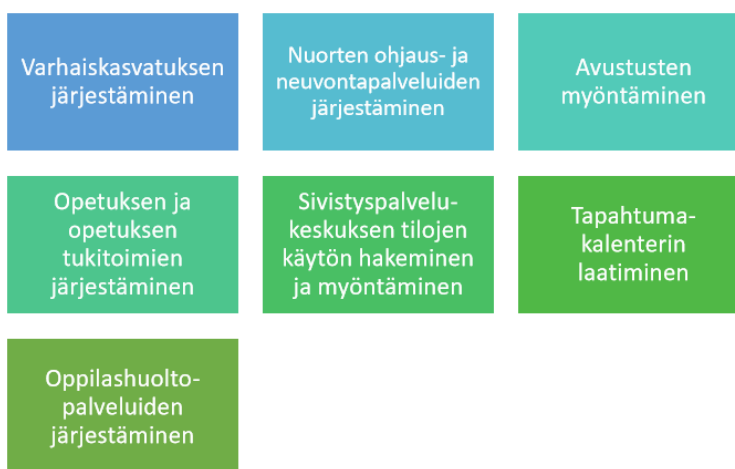 Varhaiskasvatuksen
järjestäminen
Nuorten ohjaus- ja
neuvontapalveluiden
järjestäminen
Avustusten
myöntäminen
Opetuksen ja
opetuksen
tukitoimien
järjestäminen
Sivistyspalvelu-
keskuksen tilojen
käytön hakeminen
ja myöntäminen
Tapahtuma-
kalenterin
laatiminen
Oppilashuolto-
palveluiden
järjestäminen